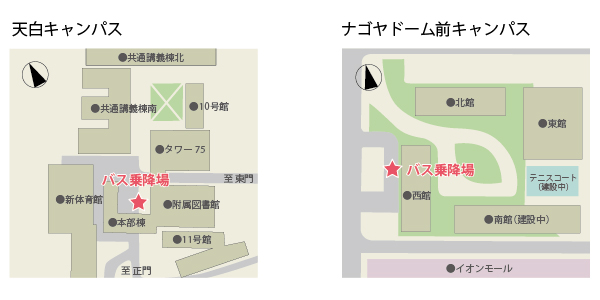 天白キャンパス
●共通講義棟北
●共通講義棟南
●10号館
●タワー75
至東門
バス乗降場
●新体育館
●附属図書館
●本部棟
●11号館
至正門
ナゴヤドーム前キャンパス
●北館
●東館
バス乗降場
テニスコート
（建設中）
●西館
●南館（建設中）
●イオンモール